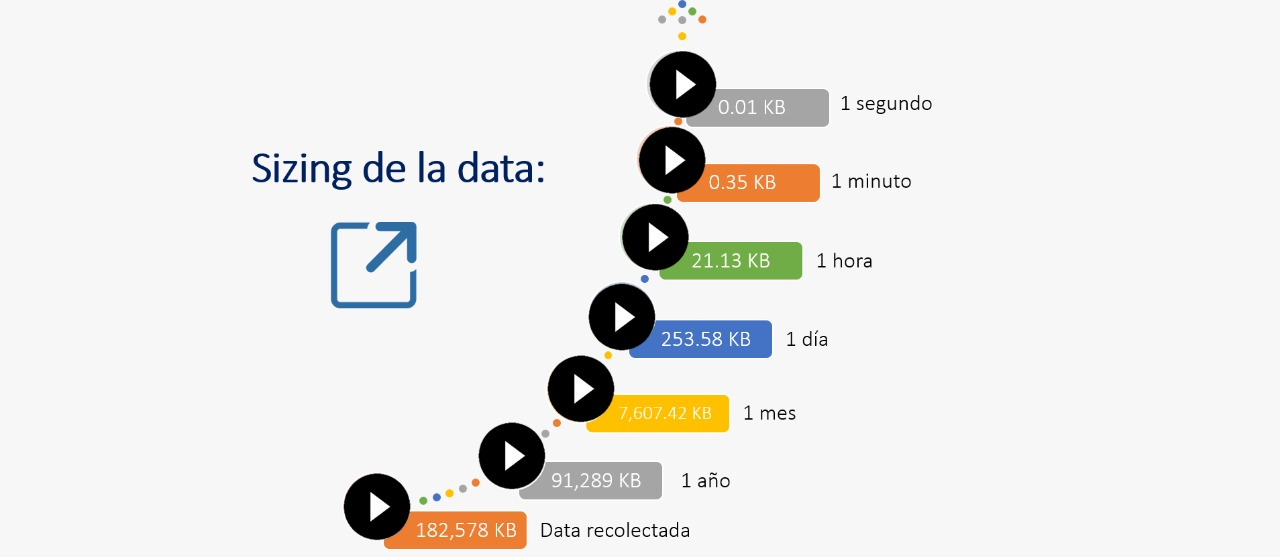 Sizing de la data:
0.01 KB 1 segundo
0.35 KB 1 minuto
21.13 KB 1 hora
253.58 KB 1 día
7,607.42 KB 1 mes
91,289 KB 1 año
182,578 KB Data recolectada